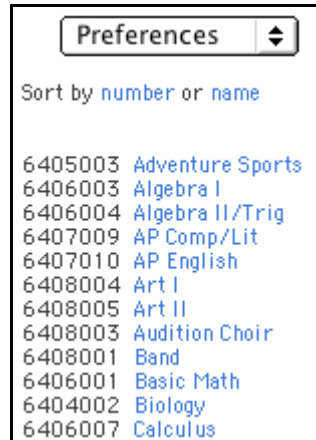 Preferences
Sort by number or name
6405003 Adventure Sports
6406003 Algebra I
6406004 Algebra II/Trig
6407009 AP Comp/Lit
6407010 AP English
6408004 Art I
6408005 Art II
6408003 Audition Choir
6408001 Band
6406001 Basic Math
6404002 Biology
6406007 Calculus